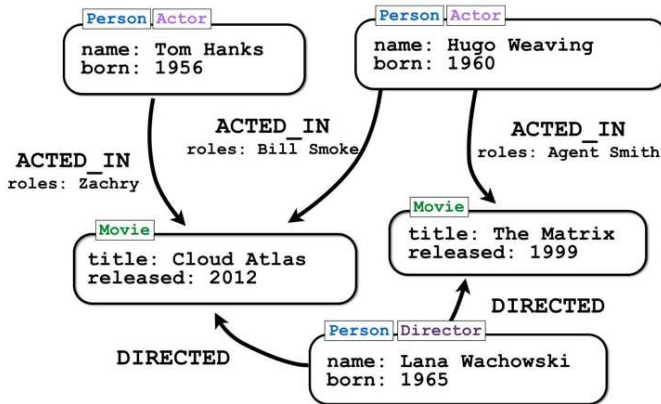 Person Actor
name: Tom Hanks
born: 1956
Person Actor
name: Hugo Weaving
born: 1960
ACTED_IN
roles: Zachry
ACTED_IN
roles: Bill Smoke
ACTED_IN
roles: Agent Smith
Movie
title: Cloud Atlas
released: 2012
Movie
title: The Matrix
released: 1999
DIRECTED
DIRECTED
Person Director
name: Lana Wachowski
born: 1965